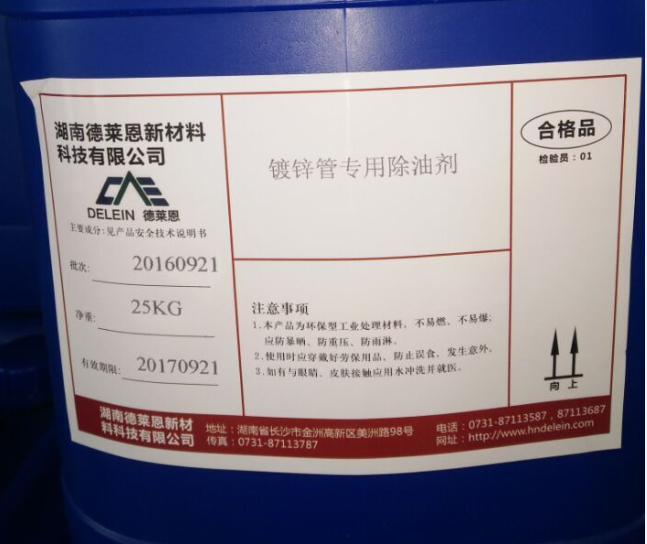 湖南德莱恩新材料
科技有限公司
DELEIN 德莱恩
主要成分:见产品安全技术说明书
批次: 20160921
净重: 25KG
有效期限: 20170921
镀锌管专用除油剂
注意事项
1.本产品为环保型工业处理材料，不易燃、不易爆;
应防暴晒、防重压、防雨淋。
2.使用时应穿戴好劳保用品，防止误食，发生意外。
3.如有与眼睛、皮肤接触应用水冲洗并就医。
合格品
检验员：01
向上
湖南德莱恩新材
料科技有限公司
地址：湖南省长沙市金洲高新区美洲路98号
传真：0731-87113787
电话：0731-87113587，87113687
网址：http://www.hndelein.com